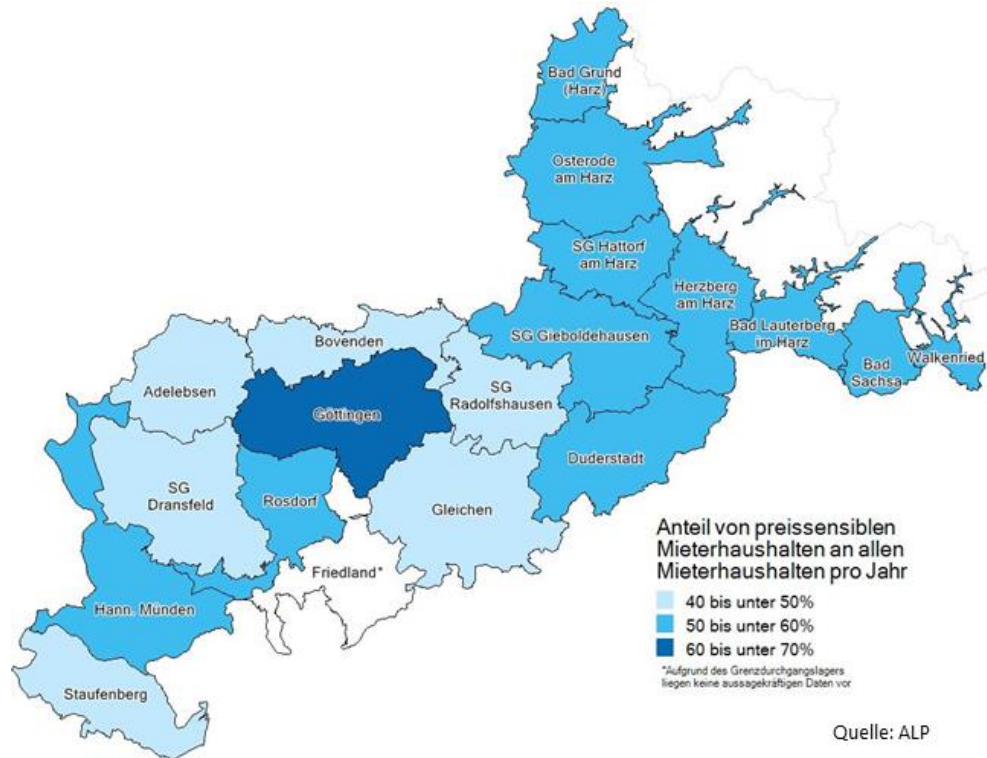 Bad Grund
(Harz)
Osterode
am Harz
SG Hattorf
am Harz
Herzberg
am Harz
SG Gieboldehausen
Bad Lauterberg
im Harz
Bad
Sachsa
Walkenried
Bovenden
Adelebsen
SG
Radolfshausen
Göttingen
Duderstadt
SG
Dransfeld
Rosdorf
Gleichen
Friedland*
Hann. Münden
Staufenberg
Anteil von preissensiblen
Mieterhaushalten an allen
Mieterhaushalten pro Jahr
40 bis unter 50%
50 bis unter 60%
60 bis unter 70%
*Aufgrund des Grenzdurchgangslagers
liegen keine aussagekräftigen Daten vor
Quelle: ALP